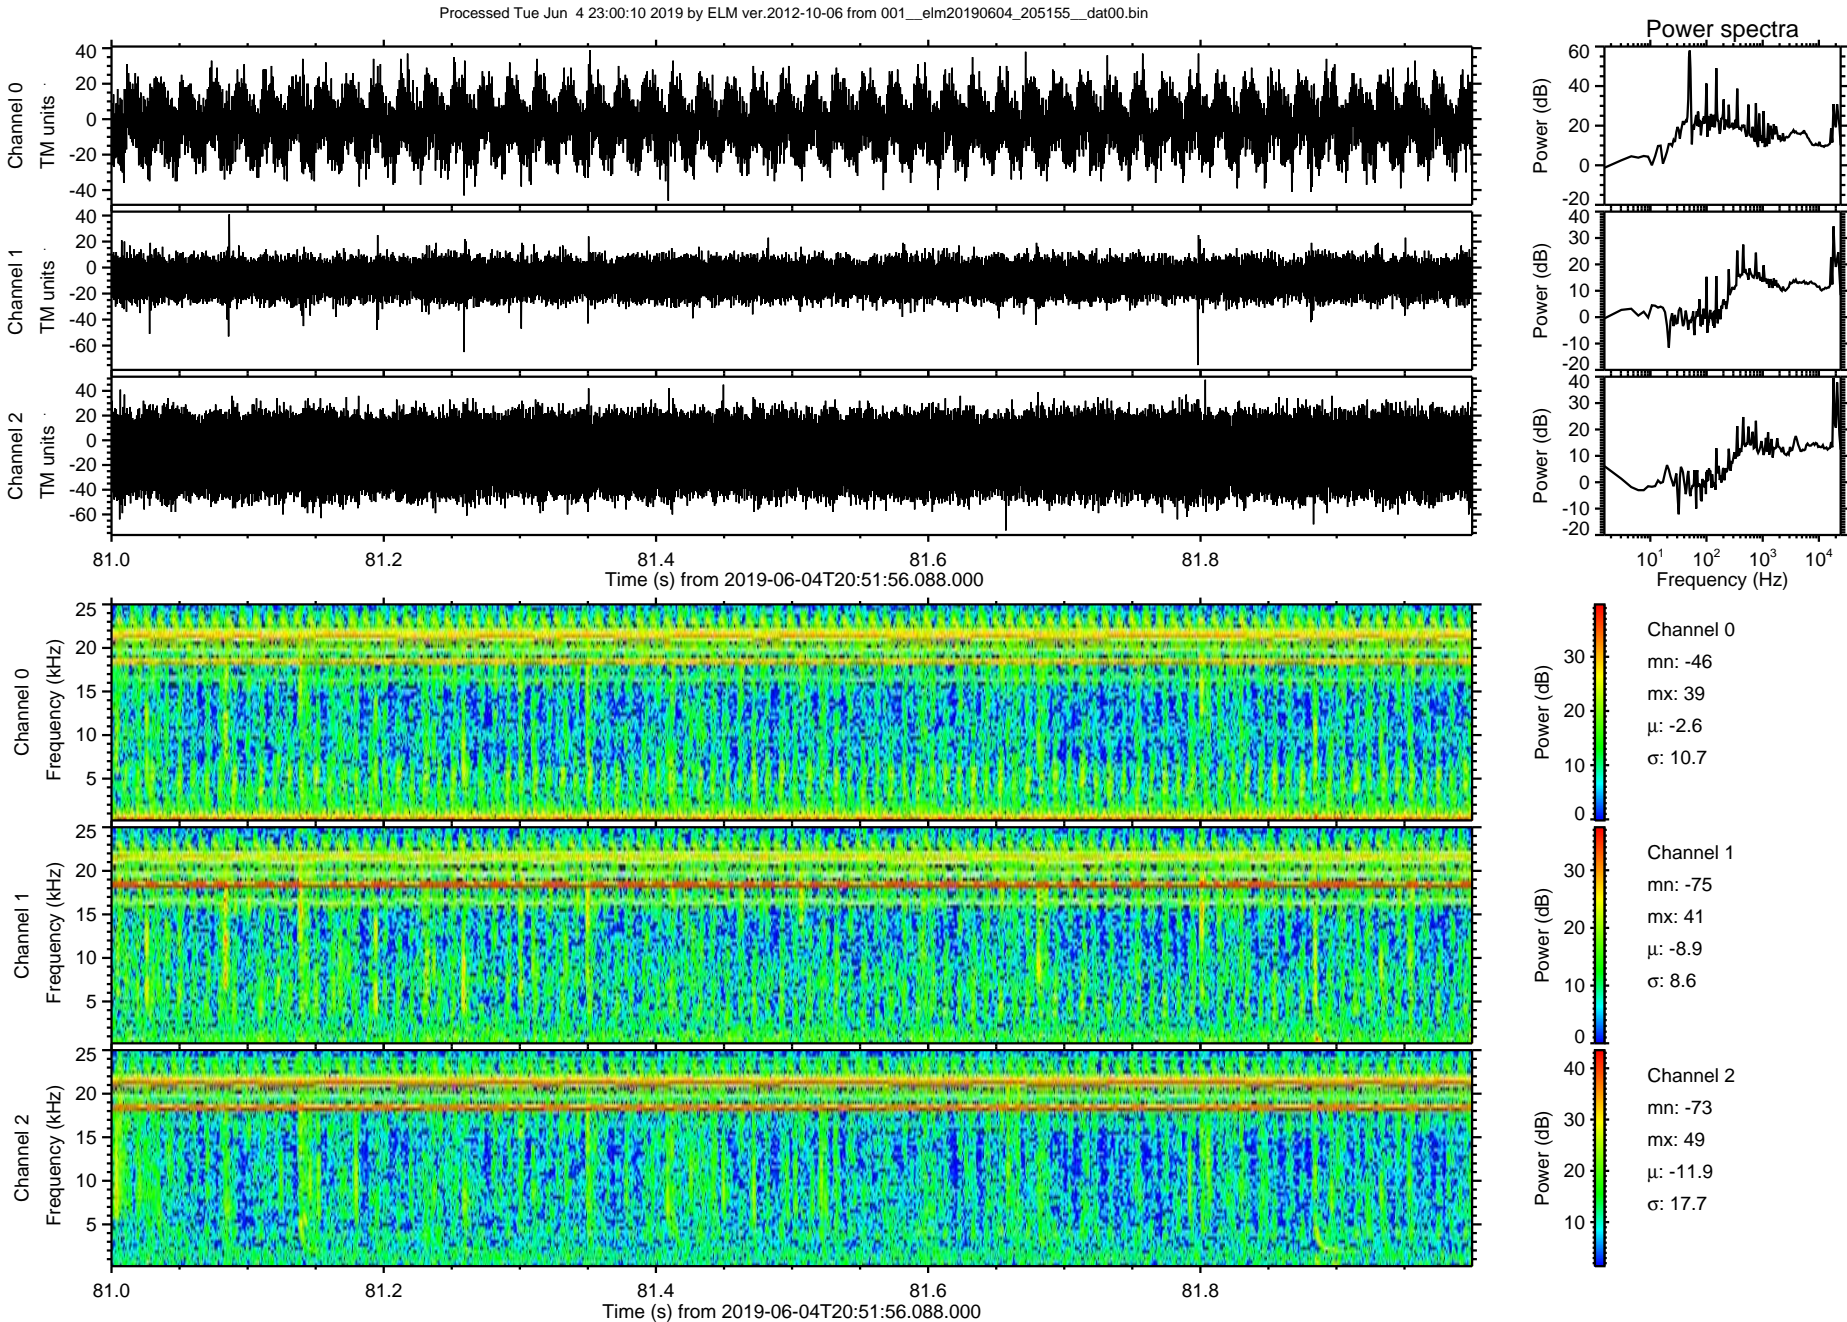 Processed Tue Jun  4 23:00:10 2019 by ELM ver.2012-10-06 from 001__elm20190604_205155__dat00.bin
Power spectra
Channel 0
TM units
40
20
0
-20
-40
Power (dB)
60
40
20
0
-20
Channel 1
TM units
40
20
0
-20
-40
-60
Power (dB)
40
30
20
10
0
-10
-20
Channel 2
TM units
40
20
0
-20
-40
-60
Power (dB)
40
30
20
10
0
-10
-20
81.0 81.2 81.4 81.6 81.8
Time (s) from 2019-06-04T20:51:56.088.000
10¹ 10² 10³ 10⁴
Frequency (Hz)
Channel 0
Frequency (kHz)
25
20
15
10
5
Power (dB)
30
20
10
0
Channel 0
mn: -46
mx: 39
μ: -2.6
σ: 10.7
Channel 1
Frequency (kHz)
25
20
15
10
5
Power (dB)
30
20
10
0
Channel 1
mn: -75
mx: 41
μ: -8.9
σ: 8.6
Channel 2
Frequency (kHz)
25
20
15
10
5
Power (dB)
40
30
20
10
Channel 2
mn: -73
mx: 49
μ: -11.9
σ: 17.7
81.0 81.2 81.4 81.6 81.8
Time (s) from 2019-06-04T20:51:56.088.000